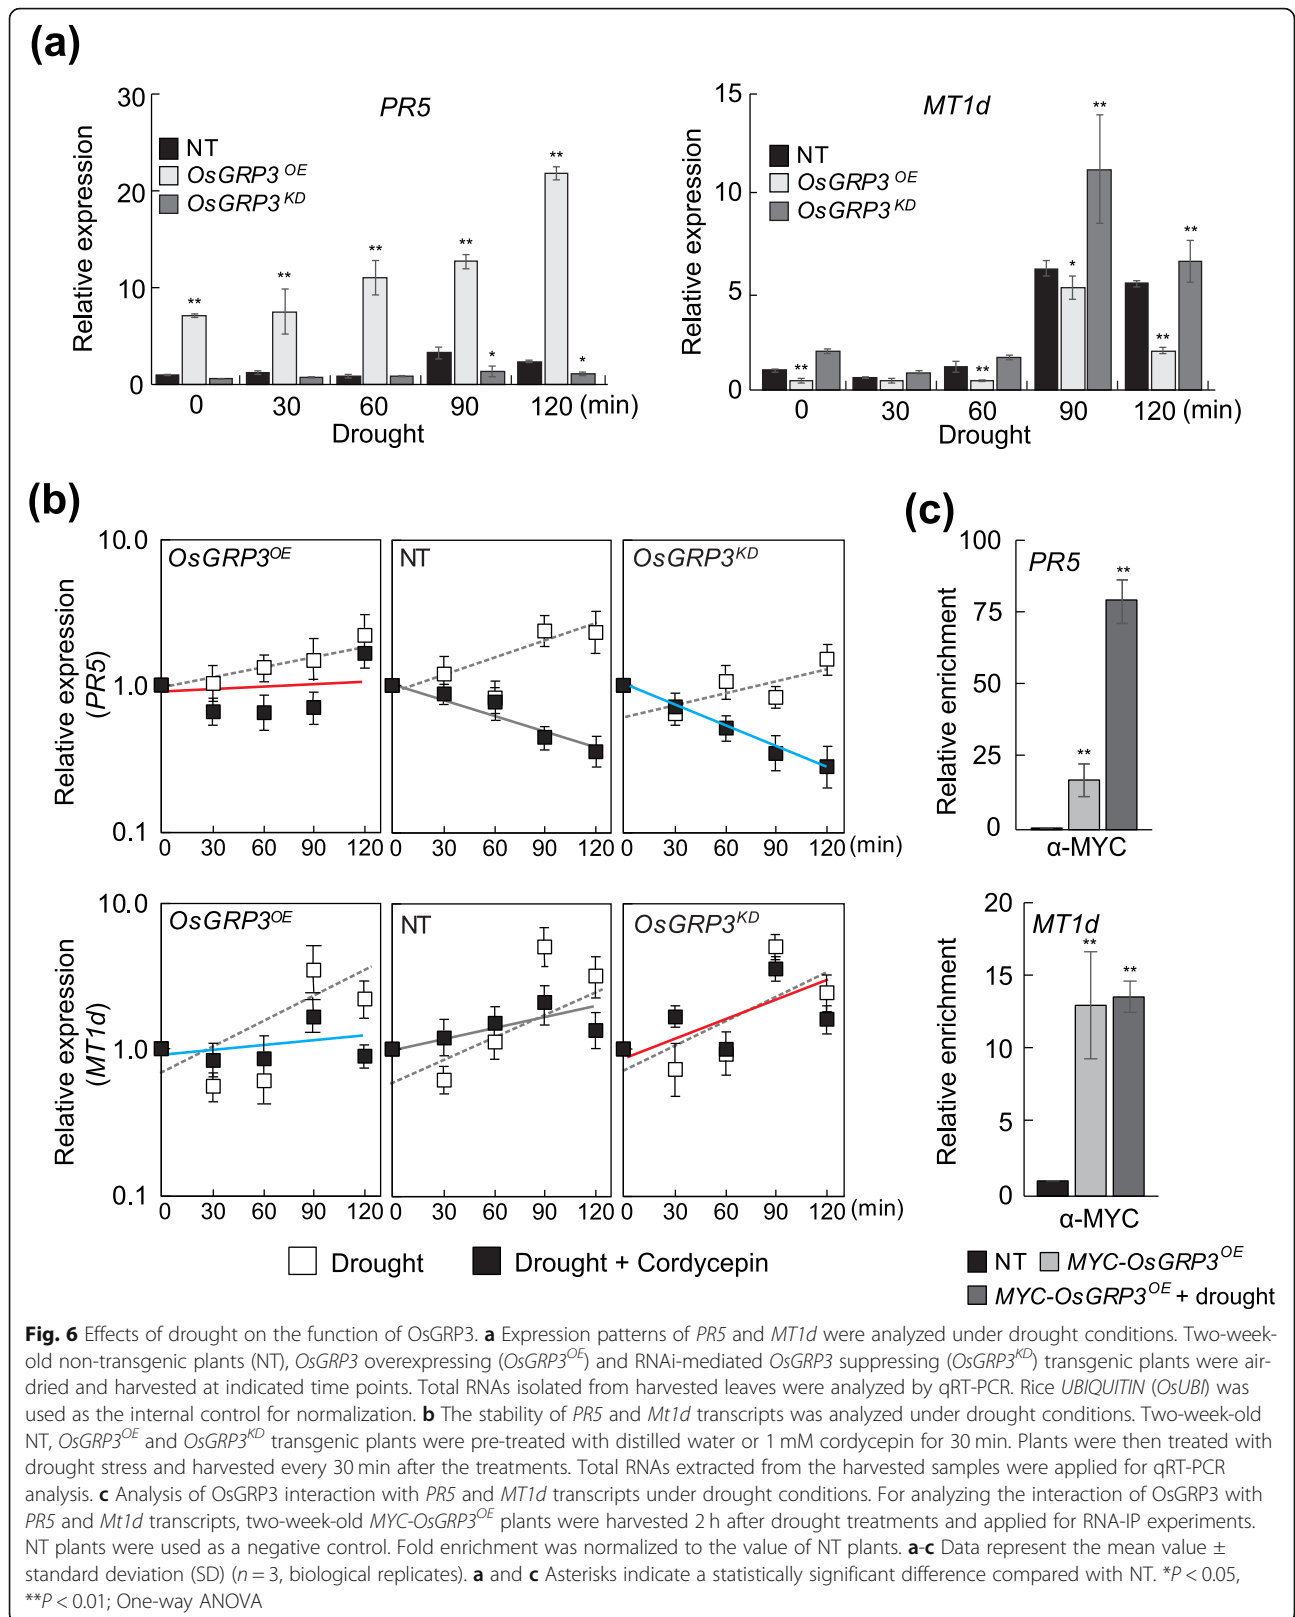 (a)
PR5
Relative expression
30
20
10
0
NT
OsGRP3 OE
OsGRP3 KD
**
**
**
**
*
**
*
0 30 60 90 120 (min)
Drought
MT1d
Relative expression
15
10
5
0
NT
OsGRP3 OE
OsGRP3 KD
**
**
*
**
**
**
0 30 60 90 120 (min)
Drought
(b)
Relative expression
(PR5)
10.0
1.0
0.1
OsGRP3OE
NT
OsGRP3KD
0 30 60 90 120
0 30 60 90 120
0 30 60 90 120 (min)
Relative expression
(MT1d)
10.0
1.0
0.1
OsGRP3OE
NT
OsGRP3KD
0 30 60 90 120
0 30 60 90 120
0 30 60 90 120 (min)
Drought
Drought + Cordycepin
(c)
Relative enrichment
100
75
50
25
0
PR5
**
**
α-MYC
Relative enrichment
20
15
10
5
0
MT1d
**
**
α-MYC
NT MYC-OsGRP3OE
MYC-OsGRP3OE + drought
Fig. 6 Effects of drought on the function of OsGRP3. a Expression patterns of PR5 and MT1d were analyzed under drought conditions. Two-week-
old non-transgenic plants (NT), OsGRP3 overexpressing (OsGRP3OE) and RNAi-mediated OsGRP3 suppressing (OsGRP3KD) transgenic plants were air-
dried and harvested at indicated time points. Total RNAs isolated from harvested leaves were analyzed by qRT-PCR. Rice UBIQUITIN (OsUBI) was
used as the internal control for normalization. b The stability of PR5 and Mt1d transcripts was analyzed under drought conditions. Two-week-old
NT, OsGRP3OE and OsGRP3KD transgenic plants were pre-treated with distilled water or 1 mM cordycepin for 30 min. Plants were then treated with
drought stress and harvested every 30 min after the treatments. Total RNAs extracted from the harvested samples were applied for qRT-PCR
analysis. c Analysis of OsGRP3 interaction with PR5 and MT1d transcripts under drought conditions. For analyzing the interaction of OsGRP3 with
PR5 and Mt1d transcripts, two-week-old MYC-OsGRP3OE plants were harvested 2 h after drought treatments and applied for RNA-IP experiments.
NT plants were used as a negative control. Fold enrichment was normalized to the value of NT plants. a-c Data represent the mean value ±
standard deviation (SD) (n = 3, biological replicates). a and c Asterisks indicate a statistically significant difference compared with NT. *P < 0.05,
**P < 0.01; One-way ANOVA